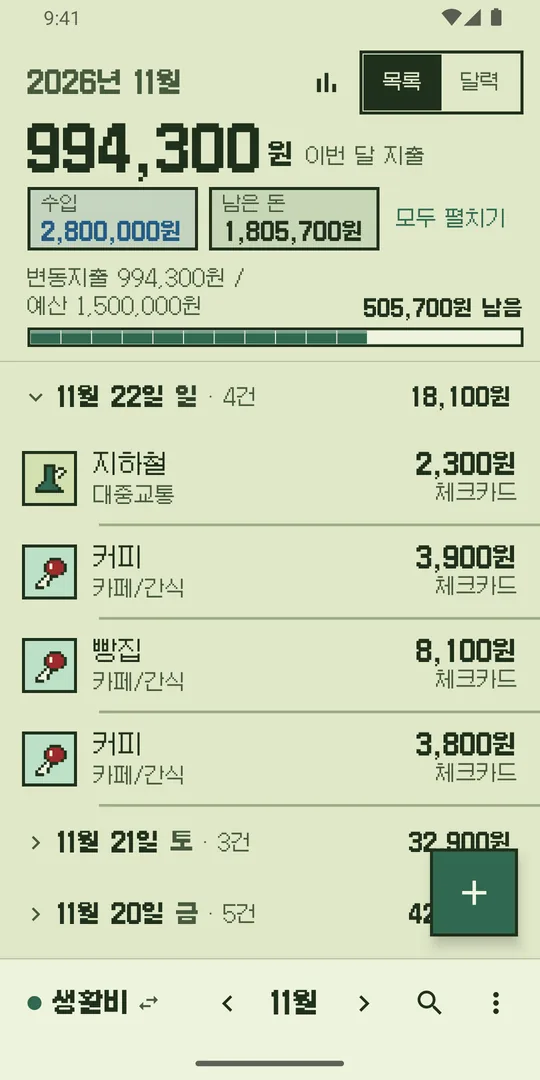 9:41
2026년 11월
목록
달력
994,300원 이번 달 지출
수입
2,800,000원
남은 돈
1,805,700원
모두 펼치기
변동지출 994,300원 /
예산 1,500,000원
505,700원 남음
11월 22일 일 · 4건
18,100원
지하철
2,300원
대중교통
체크카드
커피
3,900원
카페/간식
체크카드
빵집
8,100원
카페/간식
체크카드
커피
3,800원
카페/간식
체크카드
11월 21일 토 · 3건
32,900원
11월 20일 금 · 5건
생활비
11월